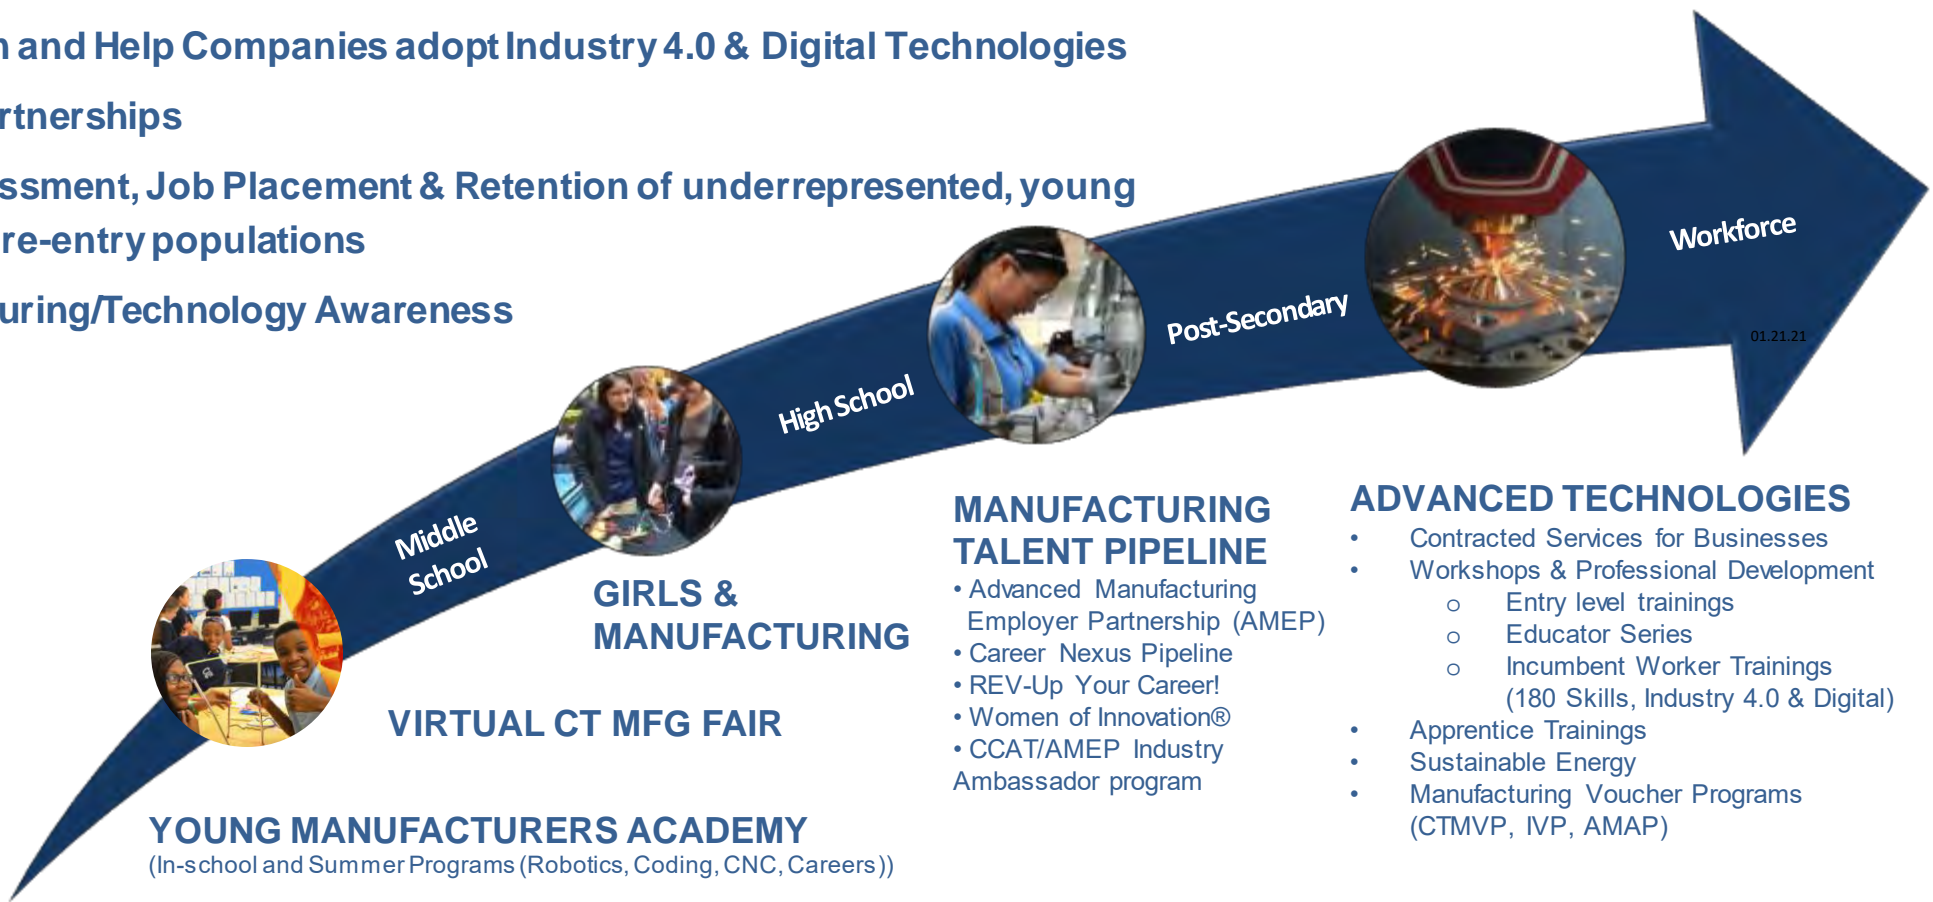 n and Help Companies adopt Industry 4.0 & Digital Technologies
rtnerships
ssment, Job Placement & Retention of underrepresented, young
re-entry populations
uring/Technology Awareness
Workforce
Post-Secondary
01.21.21
High School
Middle
School
GIRLS &
MANUFACTURING
VIRTUAL CT MFG FAIR
YOUNG MANUFACTURERS ACADEMY
(In-school and Summer Programs (Robotics, Coding, CNC, Careers))
MANUFACTURING
TALENT PIPELINE
• Advanced Manufacturing
Employer Partnership (AMEP)
• Career Nexus Pipeline
• REV-Up Your Career!
• Women of Innovation®
• CCAT/AMEP Industry
Ambassador program
ADVANCED TECHNOLOGIES
• Contracted Services for Businesses
• Workshops & Professional Development
o Entry level trainings
o Educator Series
o Incumbent Worker Trainings
(180 Skills, Industry 4.0 & Digital)
• Apprentice Trainings
• Sustainable Energy
• Manufacturing Voucher Programs
(CTMVP, IVP, AMAP)